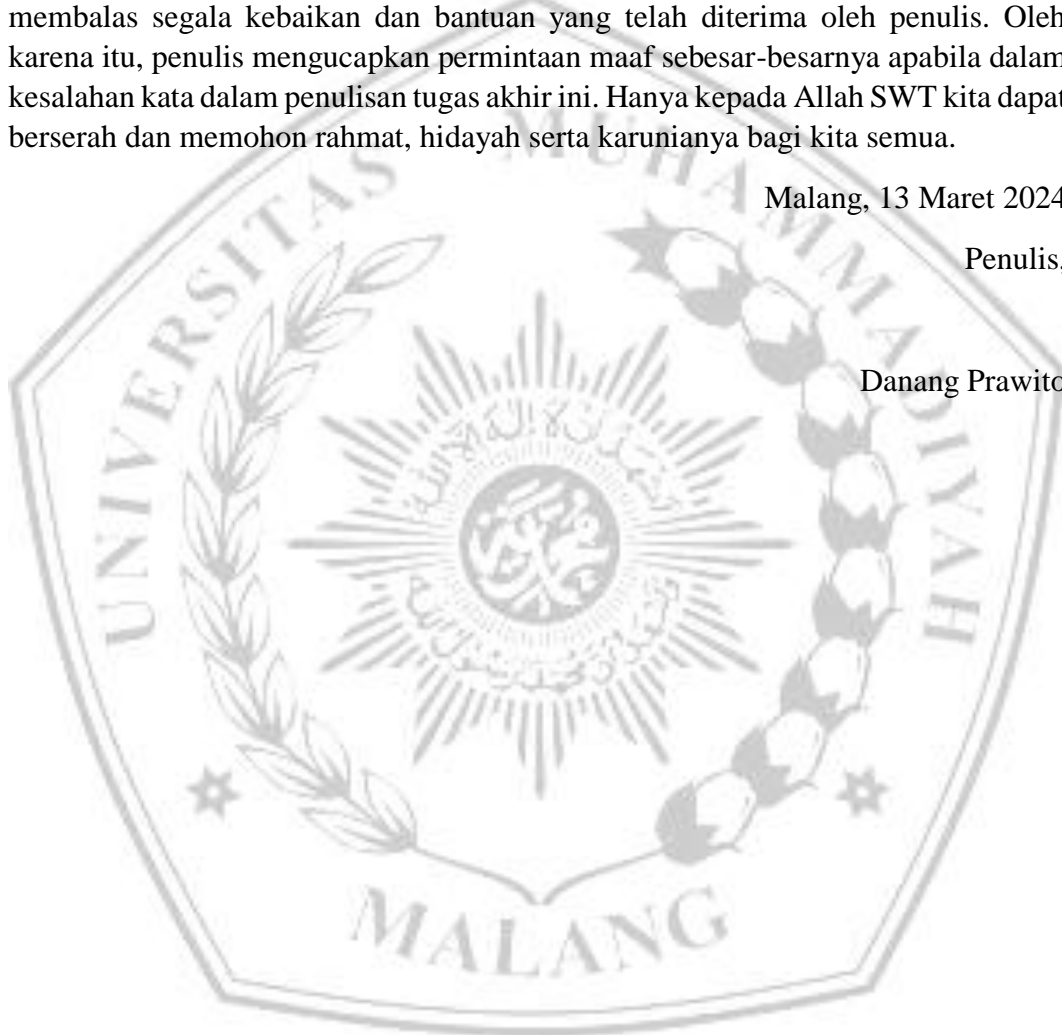 membalas segala kebaikan dan bantuan yang telah diterima oleh penulis. Oleh
karena itu, penulis mengucapkan permintaan maaf sebesar-besarnya apabila dalam
kesalahan kata dalam penulisan tugas akhir ini. Hanya kepada Allah SWT kita dapat
berserah dan memohon rahmat, hidayah serta karunianya bagi kita semua.
Malang, 13 Maret 2024
Penulis,
Danang Prawito
UNIVERSITAS MUHAMMADIYAH
MALANG